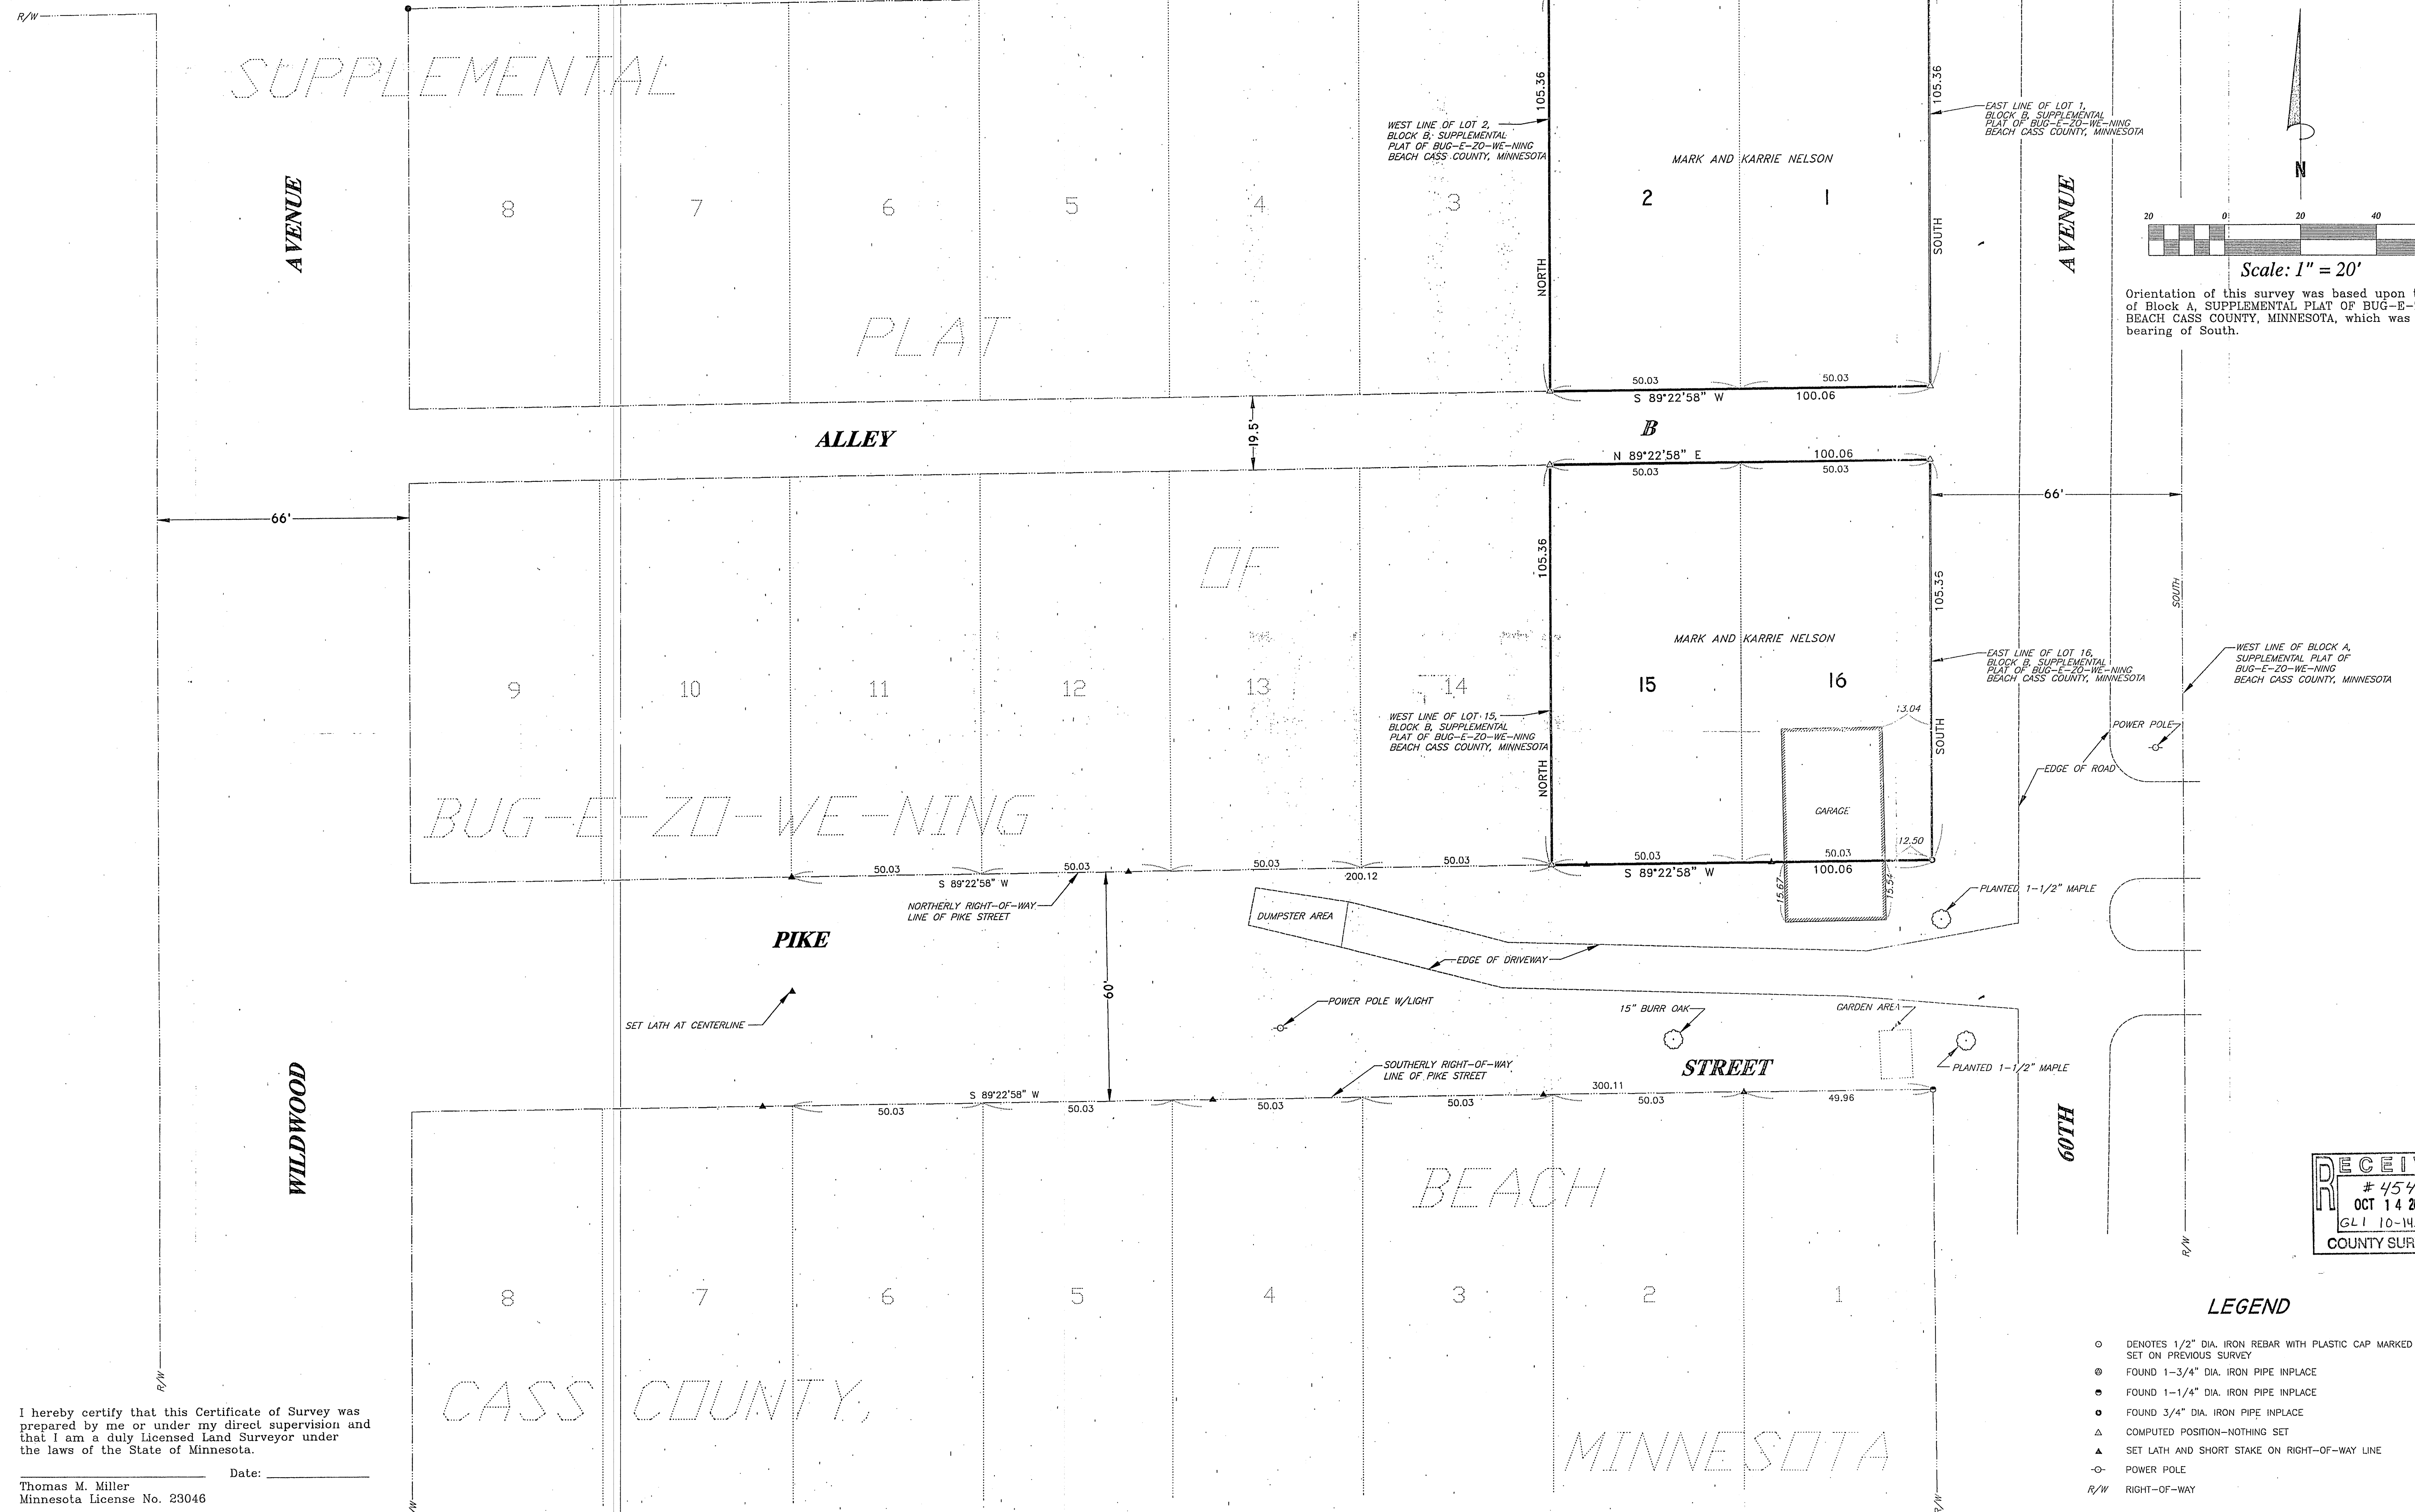 R/W
SUPPLEMENTAL
105.36
105.36
WEST LINE OF LOT 2,
BLOCK B, SUPPLEMENTAL
PLAT OF BUG-E-ZO-WE-NING
BEACH CASS COUNTY, MINNESOTA
EAST LINE OF LOT 1,
BLOCK B, SUPPLEMENTAL
PLAT OF BUG-E-ZO-WE-NING
BEACH CASS COUNTY, MINNESOTA
MARK AND KARRIE NELSON
N
AVENUE
8
7
6
5
4
3
2
1
NORTH
SOUTH
AVENUE
20 0 20 40
Scale: 1" = 20'
Orientation of this survey was based upon
of Block A, SUPPLEMENTAL PLAT OF BUG-E-
BEACH CASS COUNTY, MINNESOTA, which was
bearing of South.
PLAT
50.03
50.03
S 89°22'58" W
100.06
ALLEY
19.5'
B
N 89°22'58" E
100.06
50.03
50.03
66'
66'
OF
105.36
105.36
SOUTH
MARK AND KARRIE NELSON
EAST LINE OF LOT 16,
BLOCK B, SUPPLEMENTAL
PLAT OF BUG-E-ZO-WE-NING
BEACH CASS COUNTY, MINNESOTA
WEST LINE OF BLOCK A,
SUPPLEMENTAL PLAT OF
BUG-E-ZO-WE-NING
BEACH CASS COUNTY, MINNESOTA
9
10
11
12
13
14
15
16
WEST LINE OF LOT 15,
BLOCK B, SUPPLEMENTAL
PLAT OF BUG-E-ZO-WE-NING
BEACH CASS COUNTY, MINNESOTA
13.04
NORTH
SOUTH
POWER POLE
EDGE OF ROAD
BUG-E-ZO-WE-NING
GARAGE
12.50
50.03
50.03
50.03
50.03
50.03
50.03
S 89°22'58" W
200.12
S 89°22'58" W
100.06
15.67
15.54
NORTHERLY RIGHT-OF-WAY
LINE OF PIKE STREET
DUMPSTER AREA
PLANTED 1-1/2" MAPLE
PIKE
EDGE OF DRIVEWAY
60'
SET LATH AT CENTERLINE
POWER POLE W/LIGHT
15" BURR OAK
GARDEN AREA
SOUTHERLY RIGHT-OF-WAY
LINE OF PIKE STREET
STREET
PLANTED 1-1/2" MAPLE
S 89°22'58" W
300.11
50.03
50.03
50.03
50.03
50.03
49.96
WILDWOOD
60TH
BEACH
#454
OCT 14
GLI 10-14
R/W
8
7
6
5
4
3
2
1
CASS COUNTY,
MINNESOTA
R/W
R/W
LEGEND
DENOTES 1/2" DIA. IRON REBAR WITH PLASTIC CAP MARKED
SET ON PREVIOUS SURVEY
FOUND 1-3/4" DIA. IRON PIPE INPLACE
FOUND 1-1/4" DIA. IRON PIPE INPLACE
FOUND 3/4" DIA. IRON PIPE INPLACE
COMPUTED POSITION-NOTHING SET
SET LATH AND SHORT STAKE ON RIGHT-OF-WAY LINE
POWER POLE
R/W RIGHT-OF-WAY
I hereby certify that this Certificate of Survey was
prepared by me or under my direct supervision and
that I am a duly Licensed Land Surveyor under
the laws of the State of Minnesota.
Date:
Thomas M. Miller
Minnesota License No. 23046